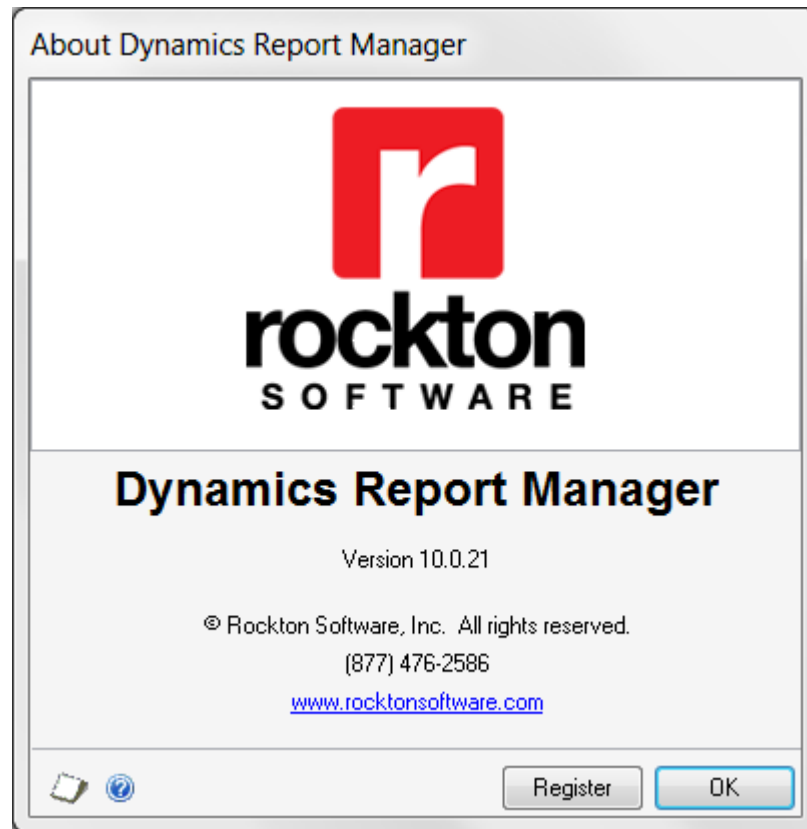 About Dynamics Report Manager
r
rockton
SOFTWARE
Dynamics Report Manager
Version 10.0.21
© Rockton Software, Inc.  All rights reserved.
(877) 476-2586
www.rocktonsoftware.com
Register
OK